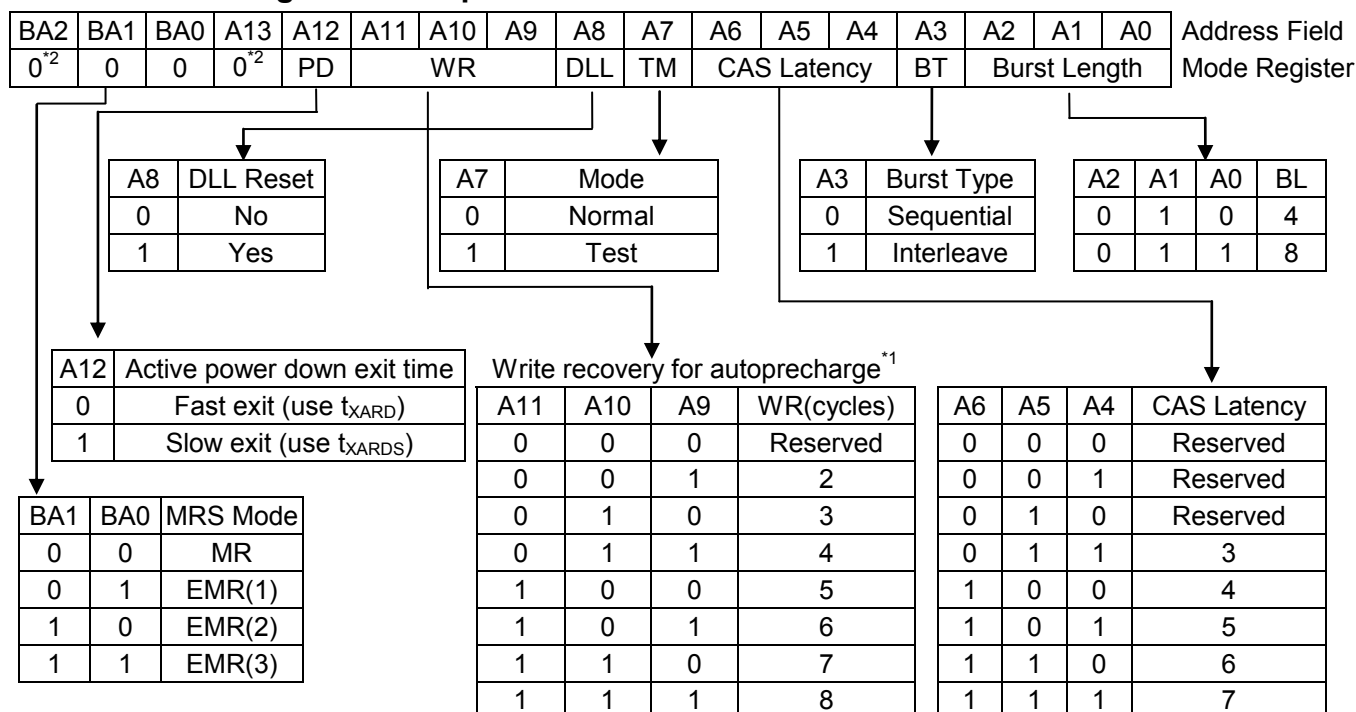 BA2 BA1 BA0 A13 A12 A11 A10 A9 A8 A7 A6 A5 A4 A3 A2 A1 A0 Address Field
0*2 0 0 0*2 PD WR DLL TM CAS Latency BT Burst Length Mode Register
A8 DLL Reset
0 No
1 Yes
A7 Mode
0 Normal
1 Test
A3 Burst Type
0 Sequential
1 Interleave
A2 A1 A0 BL
0 1 0 4
0 1 1 8
A12 Active power down exit time
0 Fast exit (use tXARD)
1 Slow exit (use tXARDS)
BA1 BA0 MRS Mode
0 0 MR
0 1 EMR(1)
1 0 EMR(2)
1 1 EMR(3)
Write recovery for autoprecharge*1
A11 A10 A9 WR(cycles)
0 0 0 Reserved
0 0 1 2
0 1 0 3
0 1 1 4
1 0 0 5
1 0 1 6
1 1 0 7
1 1 1 8
A6 A5 A4 CAS Latency
0 0 0 Reserved
0 0 1 Reserved
0 1 0 Reserved
0 1 1 3
1 0 0 4
1 0 1 5
1 1 0 6
1 1 1 7